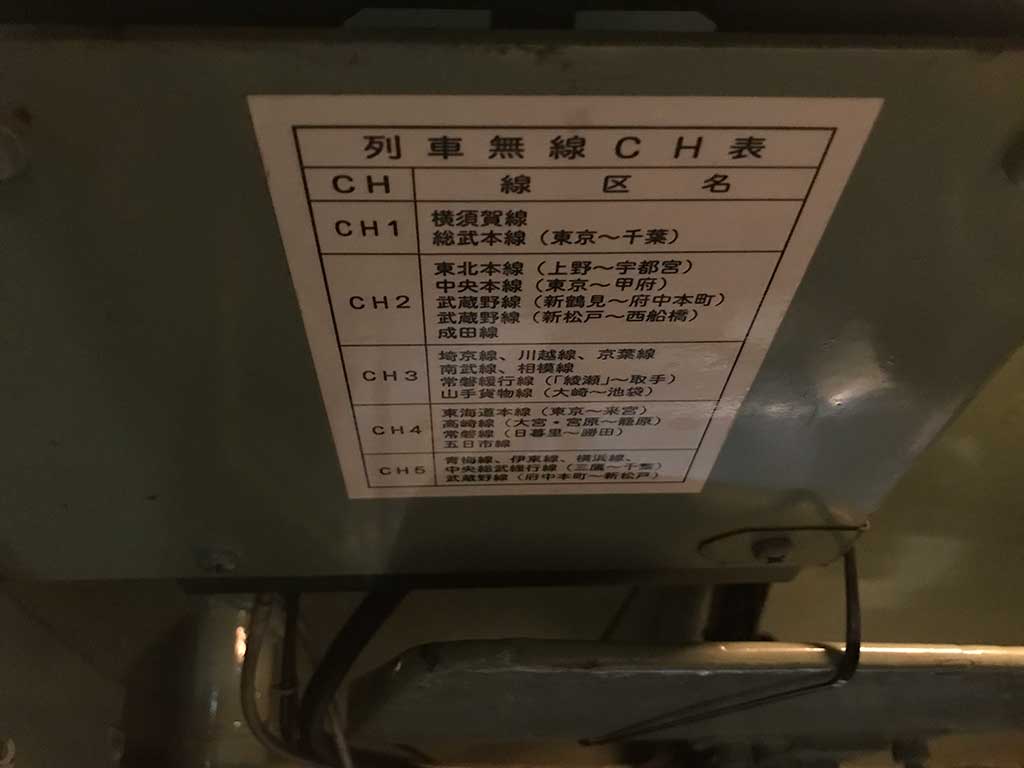 列車無線CH表
CH 線区名
CH1 横須賀線
総武本線（東京～千葉）
CH2 東北本線（上野～宇都宮）
中央本線（東京～甲府）
武蔵野線（新鶴見～府中本町）
武蔵野線（新松戸～西船橋）
成田線
CH3 埼京線、川越線、京葉線
南武線、相模線
常磐緩行線（「綾瀬」～取手）
山手貨物線（大崎～池袋）
CH4 東海道本線（東京～来宮）
高崎線（大宮・宮原～籠原）
常磐線（日暮里～勝田）
五日市線
CH5 青梅線、伊東線、横浜線、
中央総武緩行線（三鷹～千葉）
武蔵野線（府中本町～新松戸）